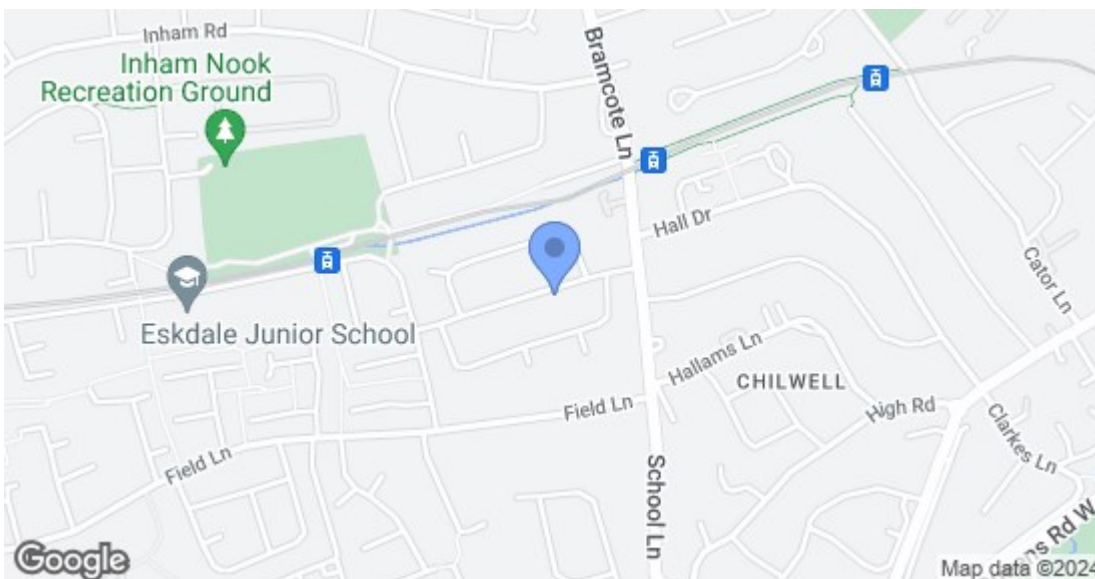 Inham Rd
Inham Nook
Recreation Ground
Bramcote Ln
Hall Dr
Cator Ln
Eskdale Junior School
Hallams Ln
CHILWELL
High Rd
Field Ln
Field Ln
Clarkes Ln
School Ln
Rd W
Google
Map data ©2024